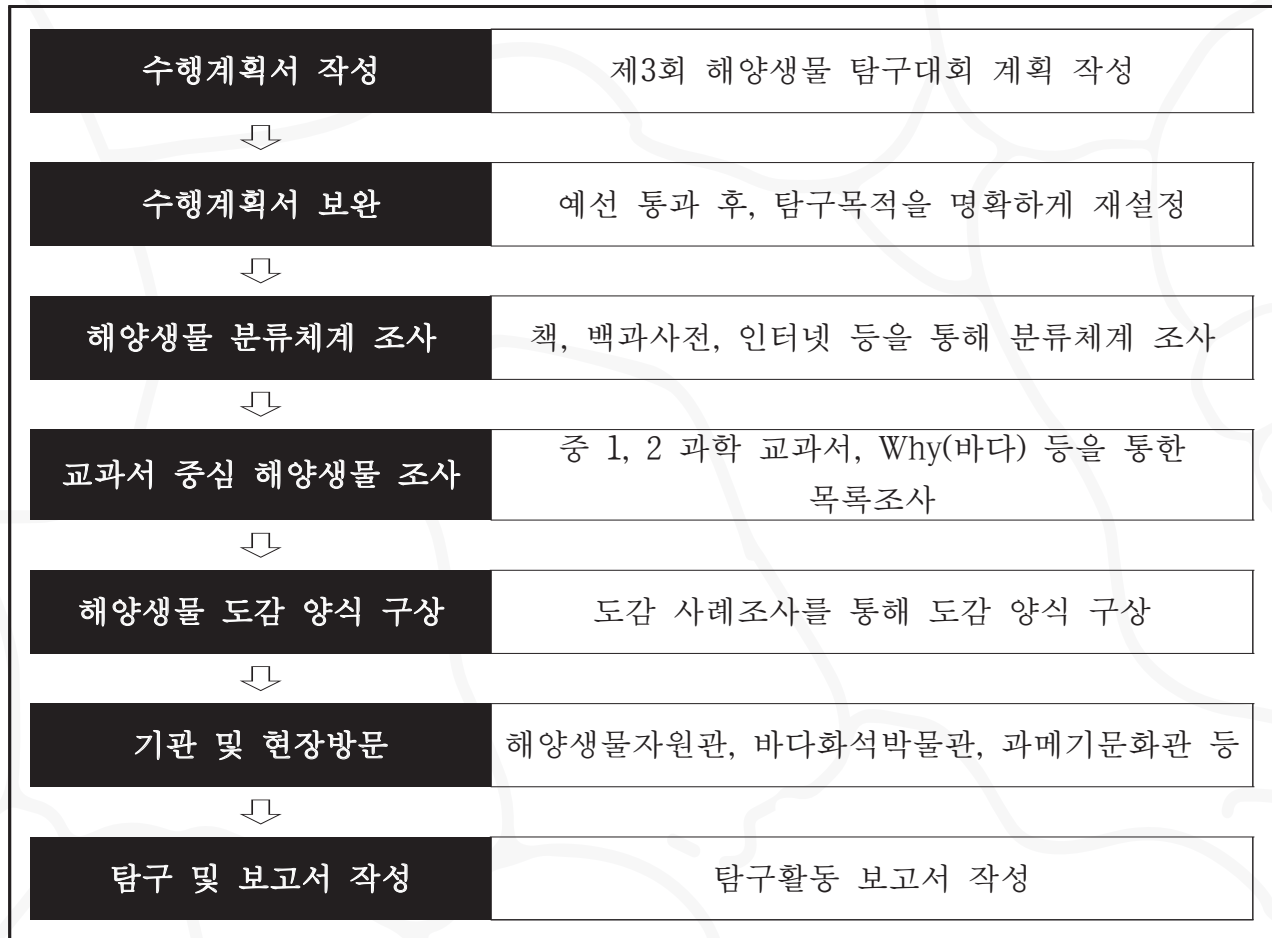 수행계획서 작성
제3회 해양생물 탐구대회 계획 작성
수행계획서 보완
예선 통과 후, 탐구목적을 명확하게 재설정
해양생물 분류체계 조사
책, 백과사전, 인터넷 등을 통해 분류체계 조사
교과서 중심 해양생물 조사
중 1, 2 과학 교과서, Why(바다) 등을 통한
목록조사
해양생물 도감 양식 구상
도감 사례조사를 통해 도감 양식 구상
기관 및 현장방문
해양생물자원관, 바다화석박물관, 과메기문화관 등
탐구 및 보고서 작성
탐구활동 보고서 작성